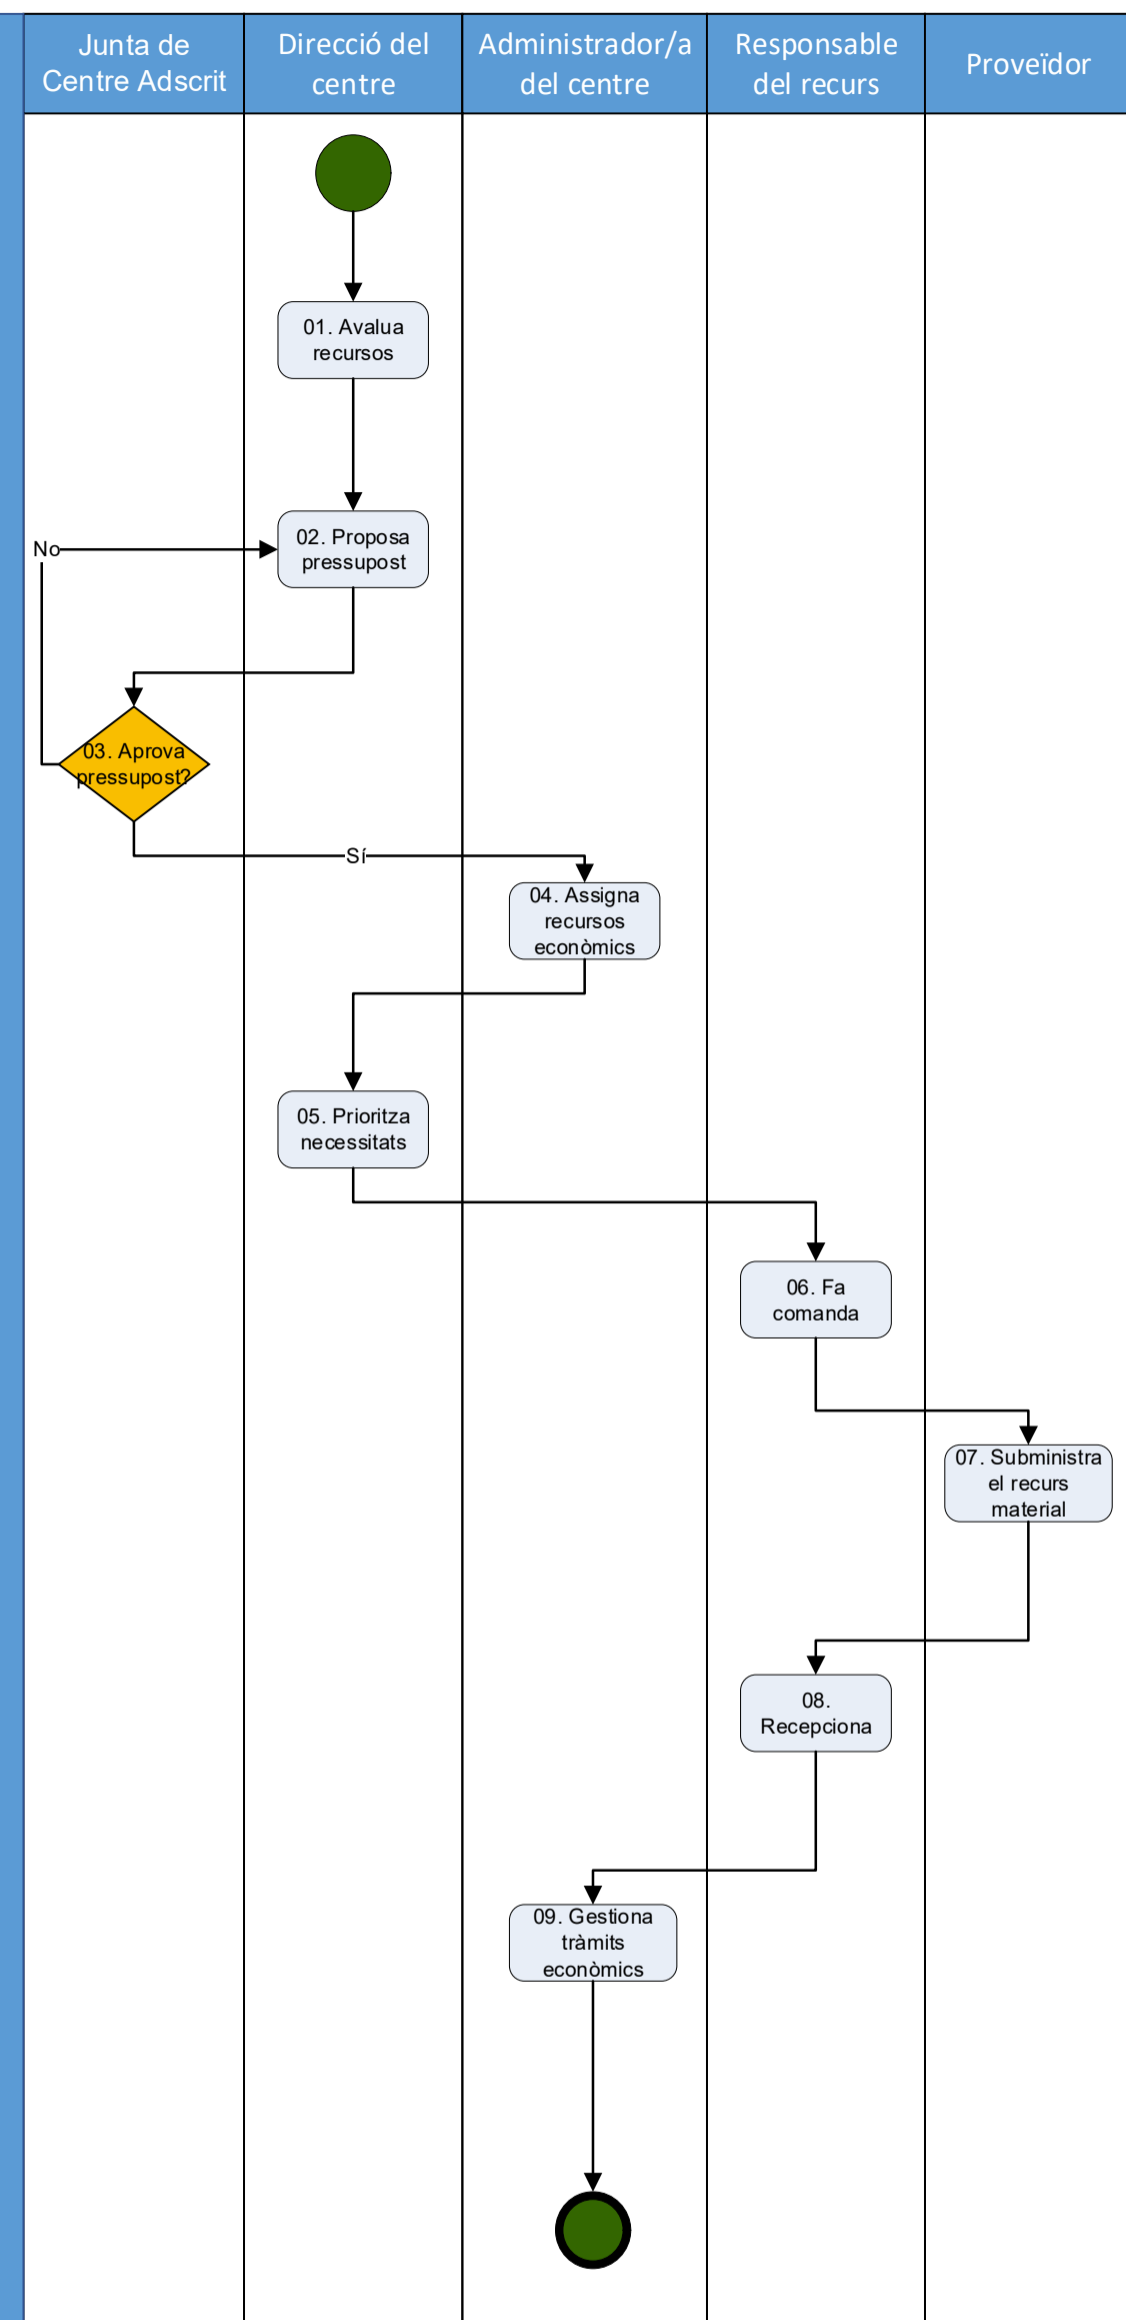 Junta de
Centre Adscrit
Direcció del
centre
Administrador/a
del centre
Responsable
del recurs
Proveïdor
01. Avalua
recursos
02. Proposa
pressupost
No
03. Aprova
pressupost?
Sí
04. Assigna
recursos
econòmics
05. Prioritza
necessitats
06. Fa
comanda
07. Subministra
el recurs
material
08.
Recepciona
09. Gestiona
tràmits
econòmics